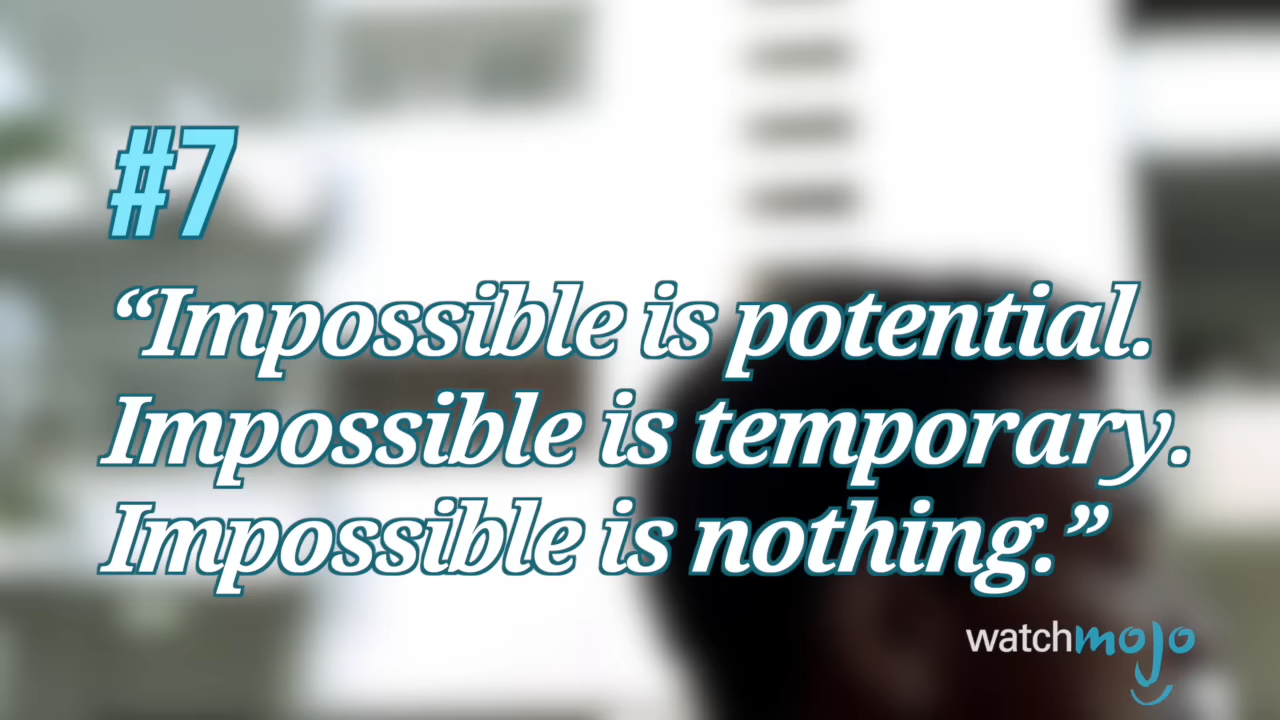 #7
“Impossible is potential.
Impossible is temporary.
Impossible is nothing.”
watchmojo